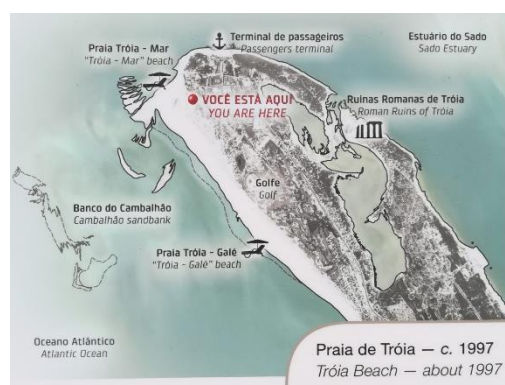 Praia Tróia - Mar
"Tróia - Mar" beach
Terminal de passageiros
Passengers terminal
Estuário do Sado
Sado Estuary
VOCÊ ESTÁ AQUI
YOU ARE HERE
Ruinas Romanas de Tróia
Roman Ruins of Tróia
Golfe
Golf
Banco do Cambalhão
Cambalhão sandbank
Praia Tróia - Galé
"Tróia - Galé" beach
Oceano Atlântico
Atlantic Ocean
Praia de Tróia — c. 1997
Tróia Beach — about 1997